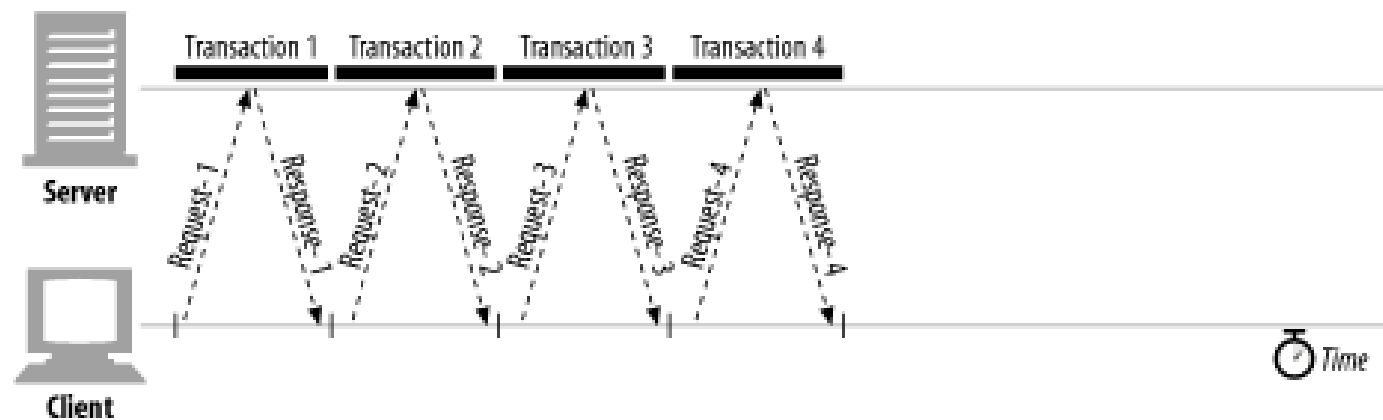 Transaction 1 Transaction 2 Transaction 3 Transaction 4
Request-1
Response-1
Request-2
Response-2
Request-3
Response-3
Request-4
Response-4
Server
Time
Client